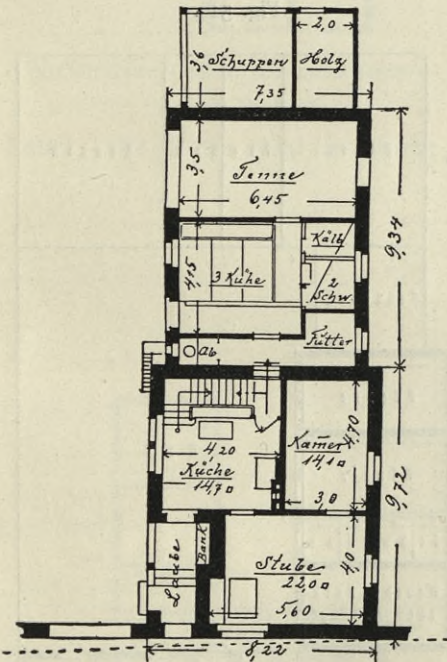 2,0
3,6
Schuppen
Holz
7,35
3,5
Tenne
6,45
9,34
Kälb
4,15
3 Kühe
2
Schw.
Futter
Ab
4,20
Küche
14,7
Kam̄er
14,1
4,70
3,0
9,72
Laube
Bank
Stube
22,0
4,0
5,60
8,22